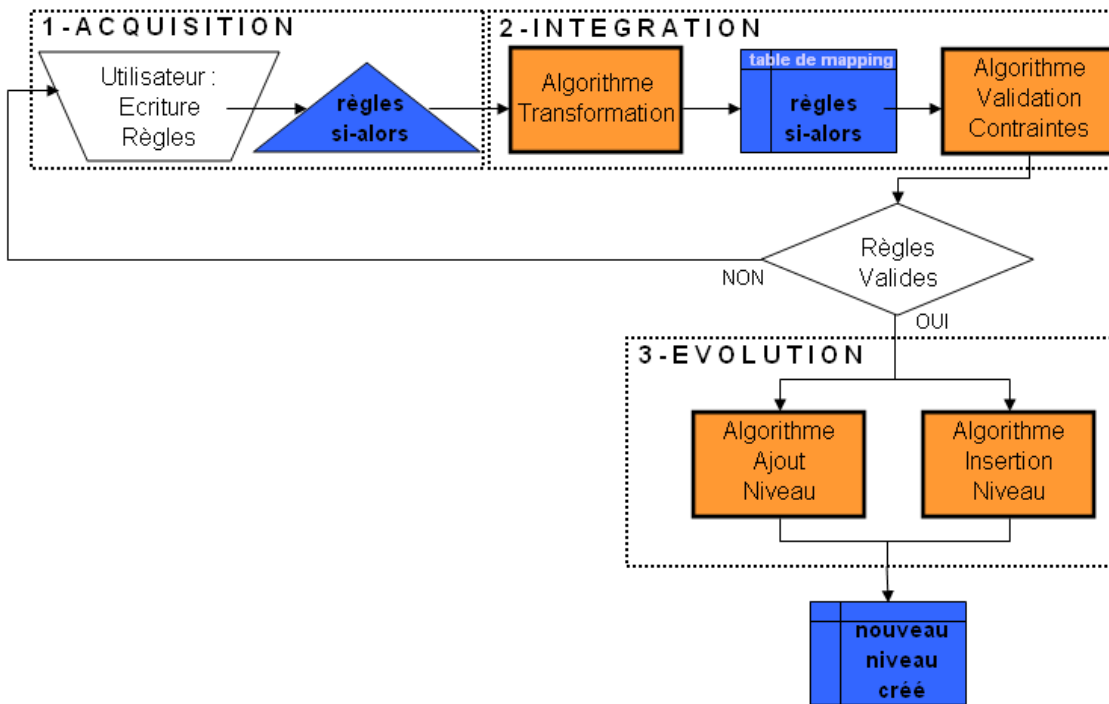 1-ACQUISITION
2-INTEGRATION
Utilisateur :
Ecriture
Règles
règles
si-alors
Algorithme
Transformation
table de mapping
règles
si-alors
Algorithme
Validation
Contraintes
Règles
Valides
NON
OUI
3-EVOLUTION
Algorithme
Ajout
Niveau
Algorithme
Insertion
Niveau
nouveau
niveau
créé